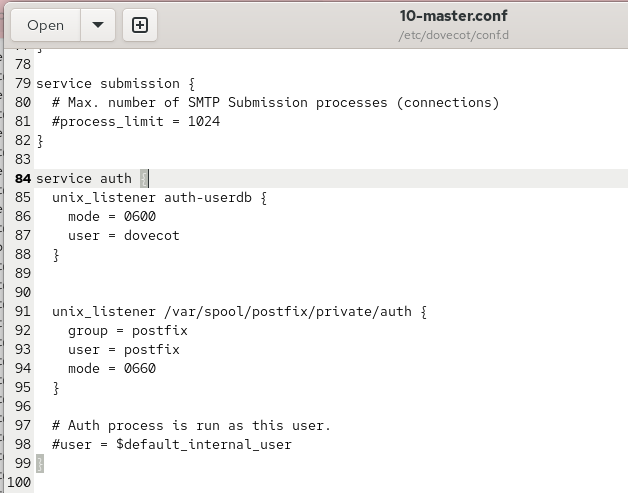 Open
10-master.conf
/etc/dovecot/conf.d
78
79 service submission {
80   # Max. number of SMTP Submission processes (connections)
81   #process_limit = 1024
82 }
83
84 service auth {
85   unix_listener auth-userdb {
86     mode = 0600
87     user = dovecot
88   }
89
90
91   unix_listener /var/spool/postfix/private/auth {
92     group = postfix
93     user = postfix
94     mode = 0660
95   }
96
97   # Auth process is run as this user.
98   #user = $default_internal_user
99 }
100